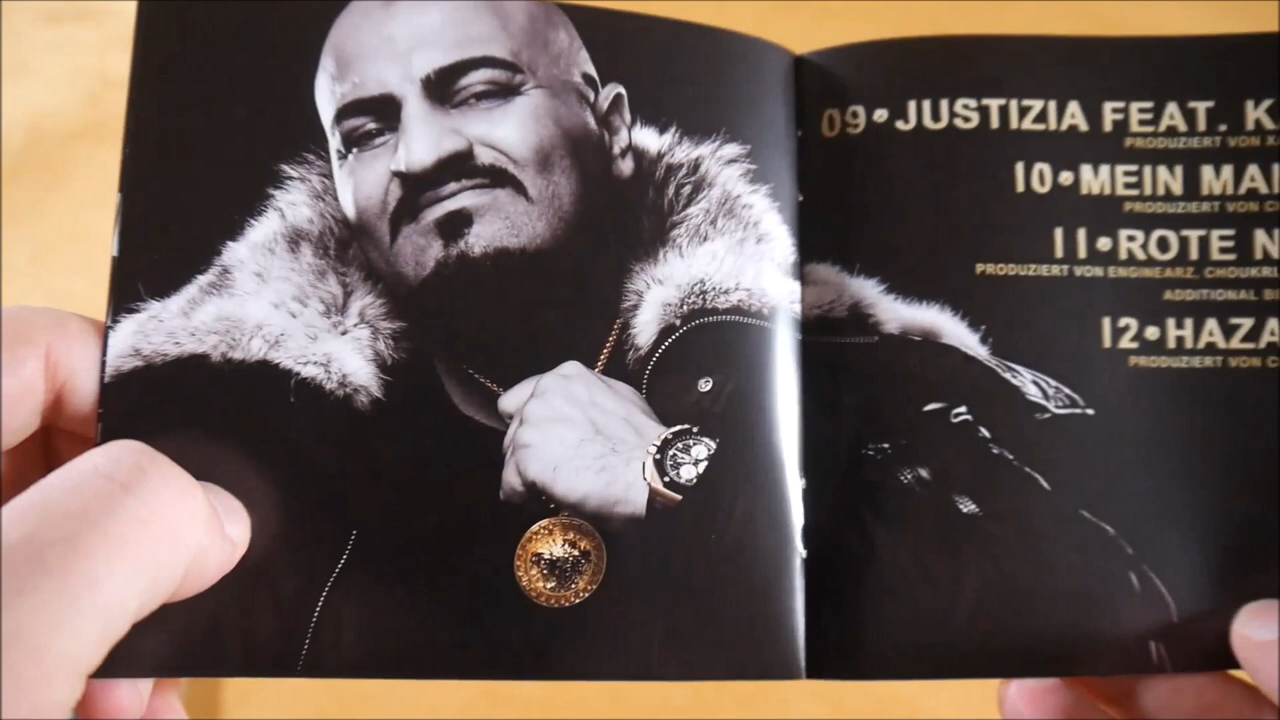 09•JUSTIZIA FEAT. K
PRODUZIERT VON X
10•MEIN MA
PRODUZIERT VON C
11•ROTE N
PRODUZIERT VON ENGINEARZ, CHOUKRI
ADDITIONAL B
12•HAZA
PRODUZIERT VON C